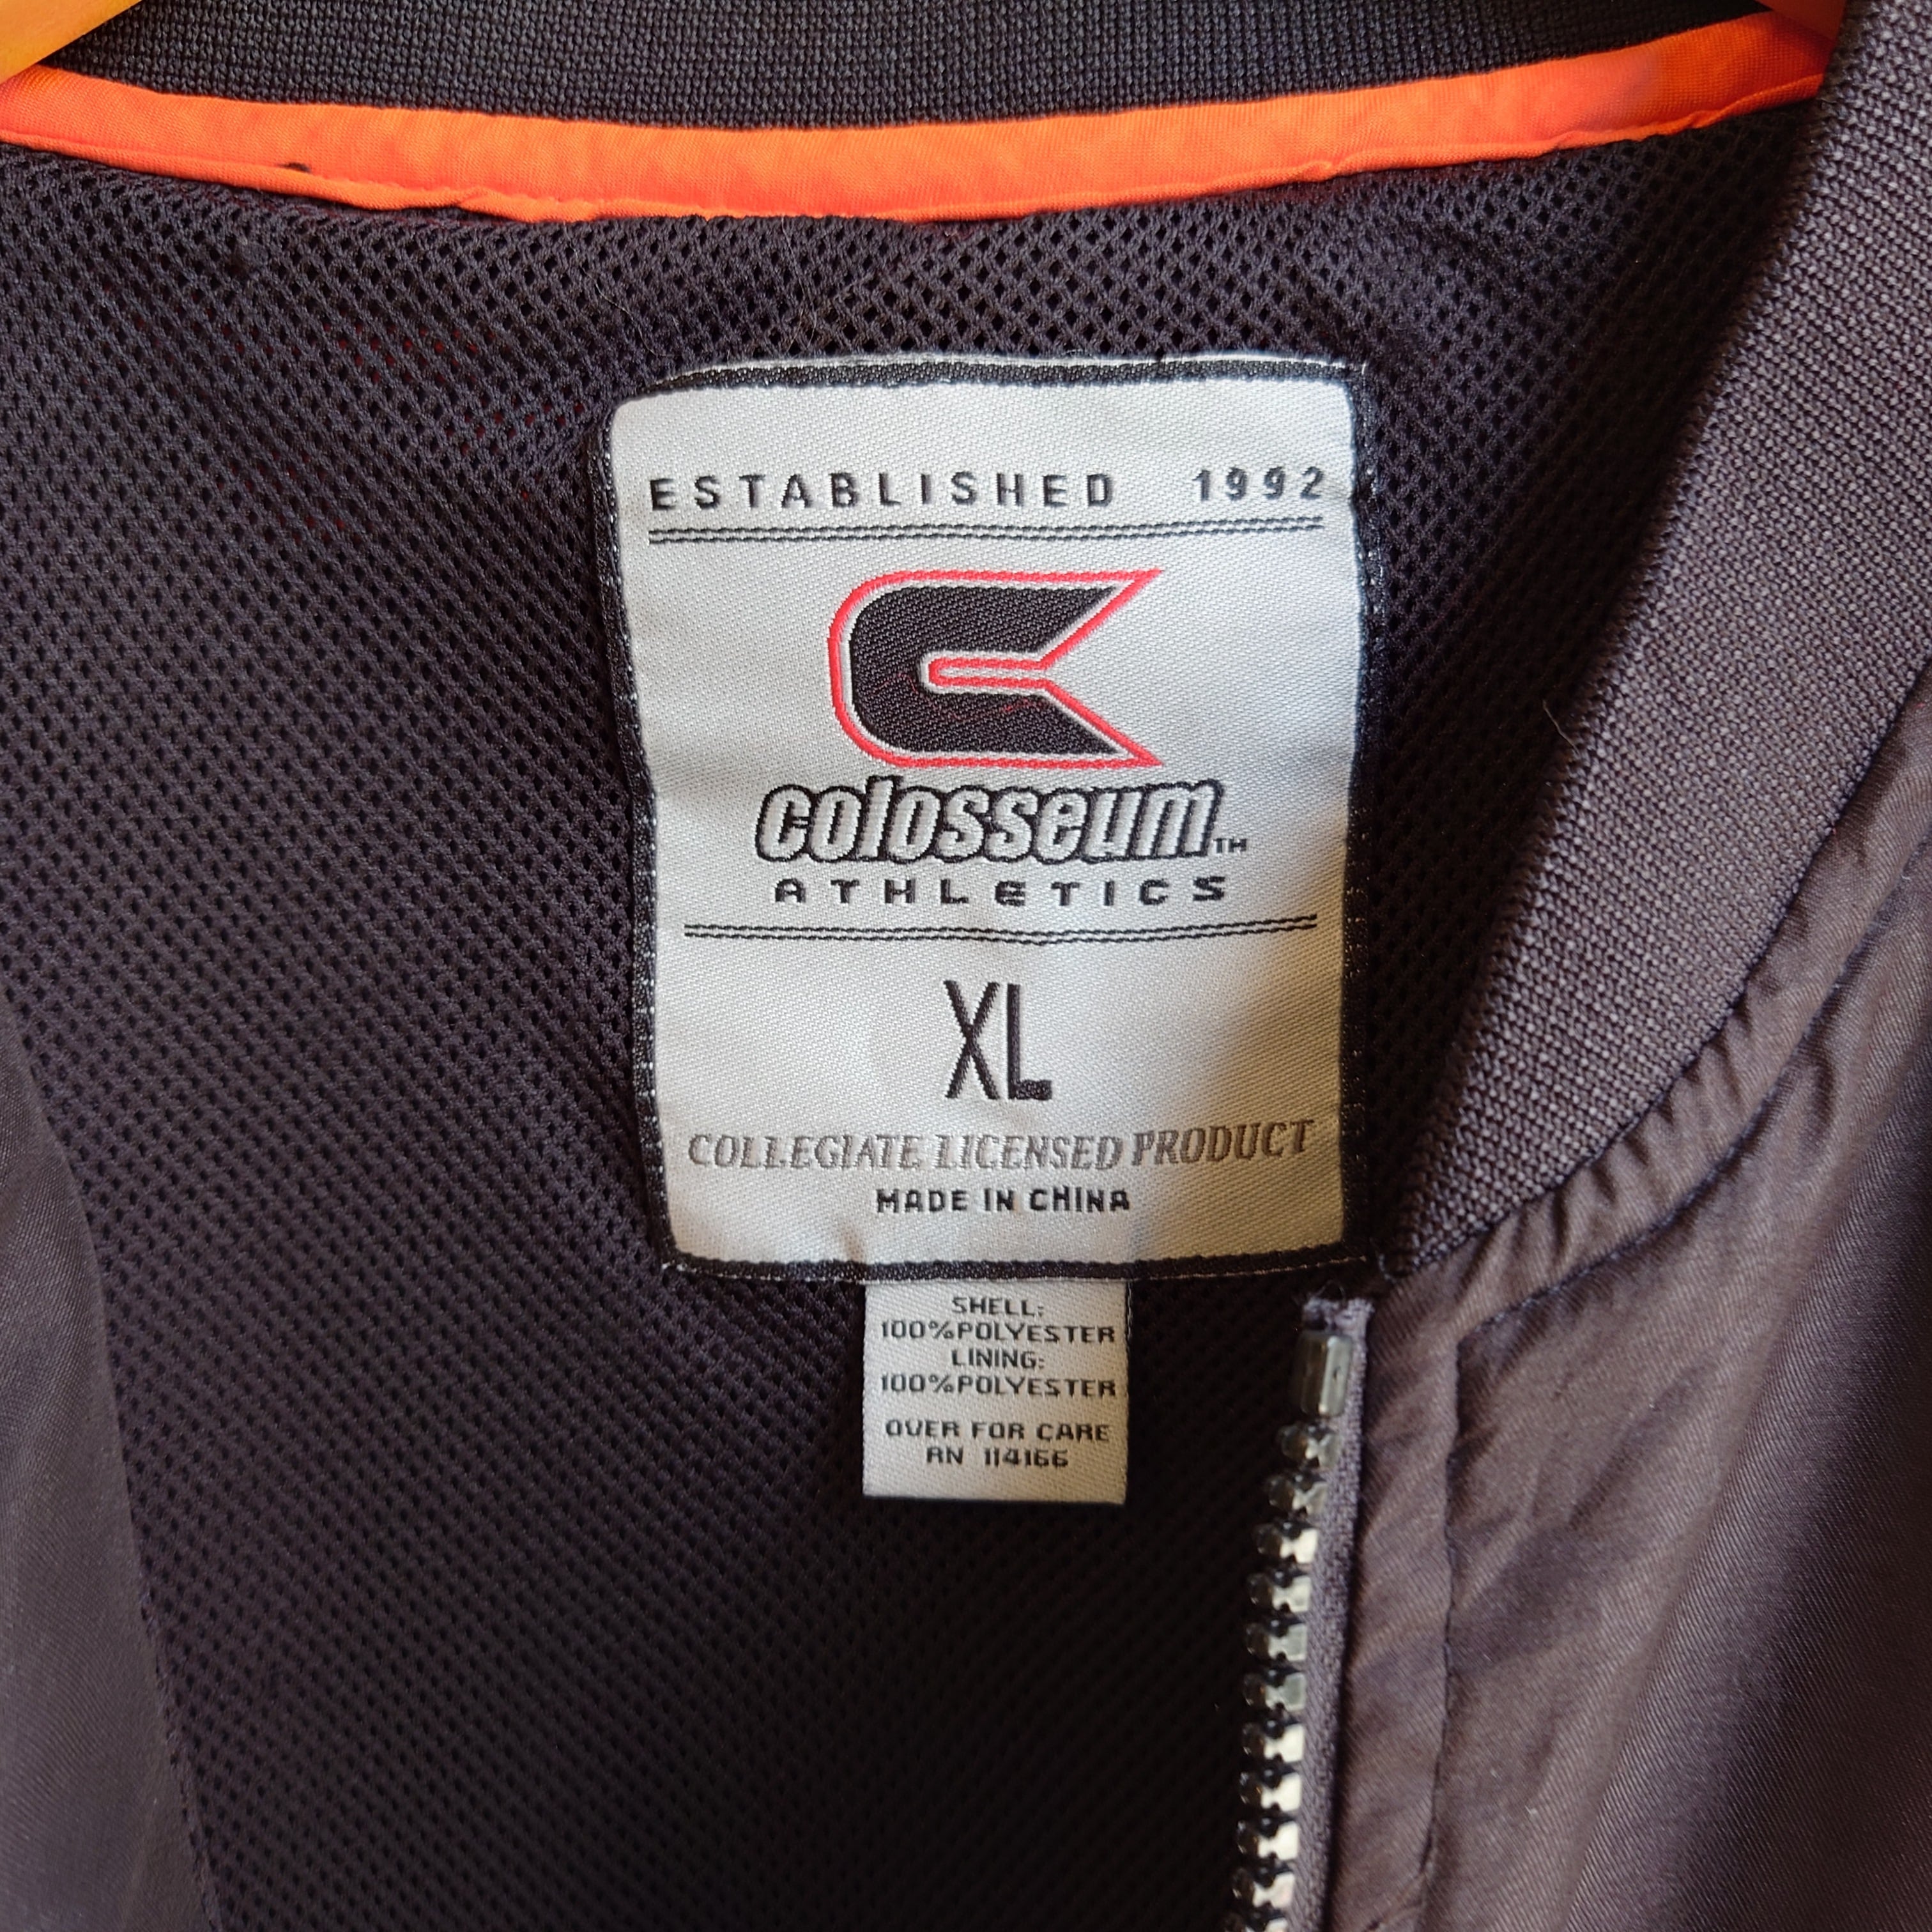 ESTABLISHED 1992
colosseum TM
ATHLETICS
XL
COLLEGIATE LICENSED PRODUCT
MADE IN CHINA
SHELL:
100%POLYESTER
LINING:
100%POLYESTER
OVER FOR CARE
RN 114166